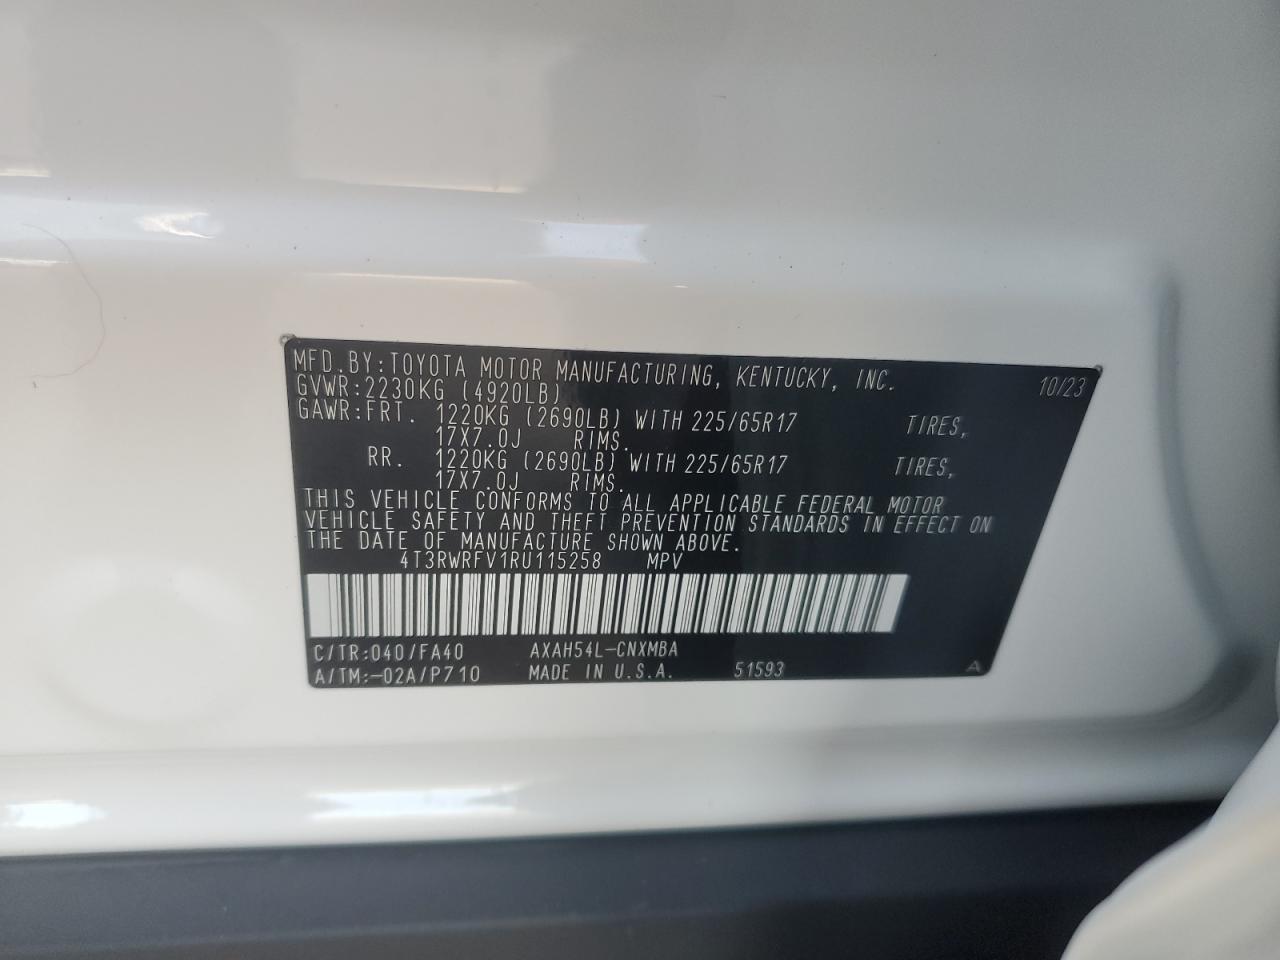 MFD.BY:TOYOTA MOTOR MANUFACTURING, KENTUCKY, INC. 10/23
GVWR:2230KG (4920LB)
GAWR:FRT. 1220KG (2690LB) WITH 225/65R17 TIRES,
17X7.0J RIMS.
RR. 1220KG (2690LB) WITH 225/65R17 TIRES,
17X7.0J RIMS.
THIS VEHICLE CONFORMS TO ALL APPLICABLE FEDERAL MOTOR
VEHICLE SAFETY AND THEFT PREVENTION STANDARDS IN EFFECT ON
THE DATE OF MANUFACTURE SHOWN ABOVE.
4T3RWRFV1RU115258 MPV
C/TR:040/FA40 AXAH54L-CNXMBA
A/TM:-02A/P710 MADE IN U.S.A. 51593 A